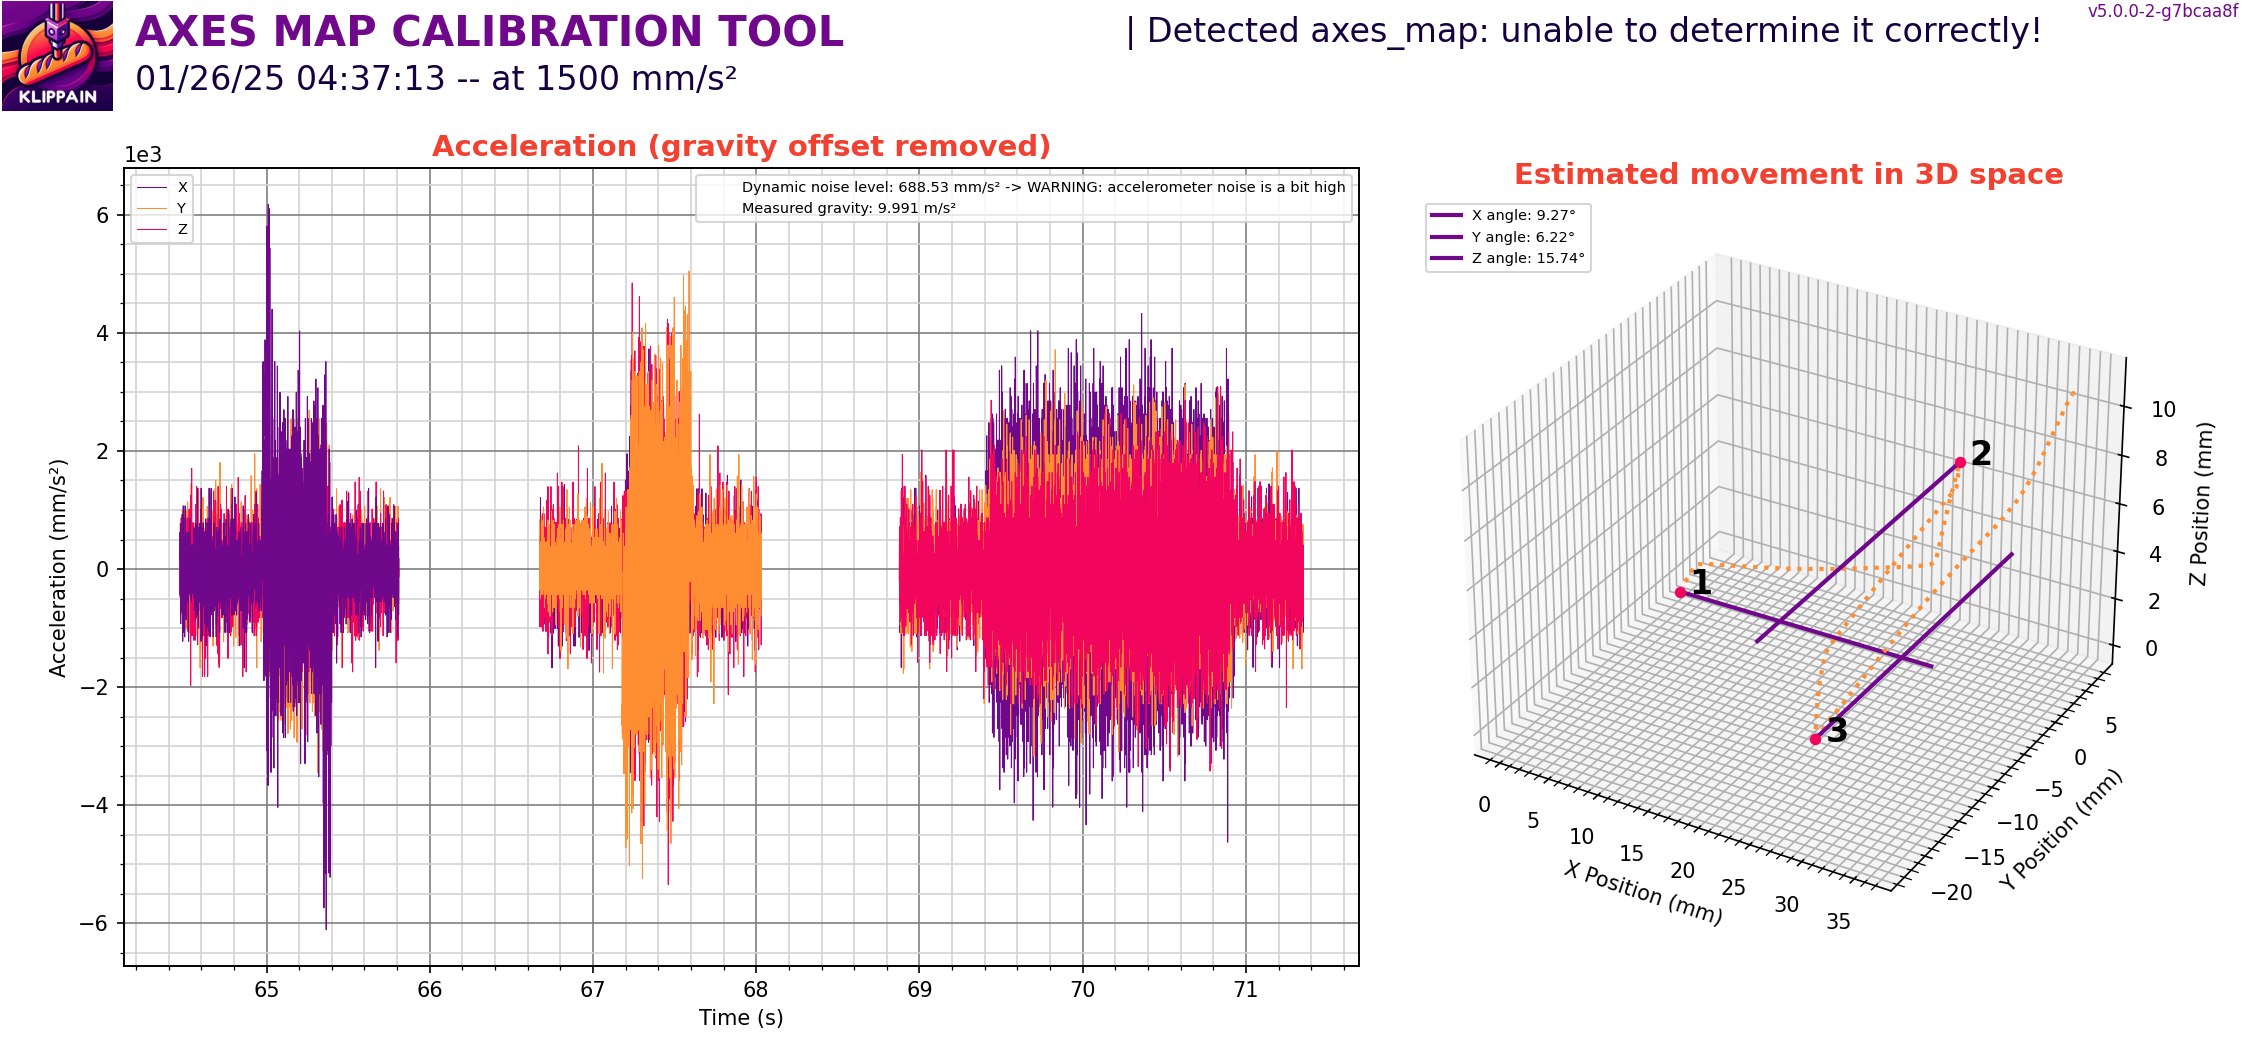 AXES MAP CALIBRATION TOOL
| Detected axes_map: unable to determine it correctly!
v5.0.0-2-g7bcaa8f
01/26/25 04:37:13 -- at 1500 mm/s²
KLIPPAIN
Acceleration (gravity offset removed)
1e3
X
Y
Z
Dynamic noise level: 688.53 mm/s² -> WARNING: accelerometer noise is a bit high
Measured gravity: 9.991 m/s²
6
4
2
0
−2
−4
−6
Acceleration (mm/s²)
65
66
67
68
69
70
71
Time (s)
Estimated movement in 3D space
X angle: 9.27°
Y angle: 6.22°
Z angle: 15.74°
1
2
3
10
8
6
4
2
0
Z Position (mm)
5
0
−5
−10
−15
−20
Y Position (mm)
0
5
10
15
20
25
30
35
X Position (mm)